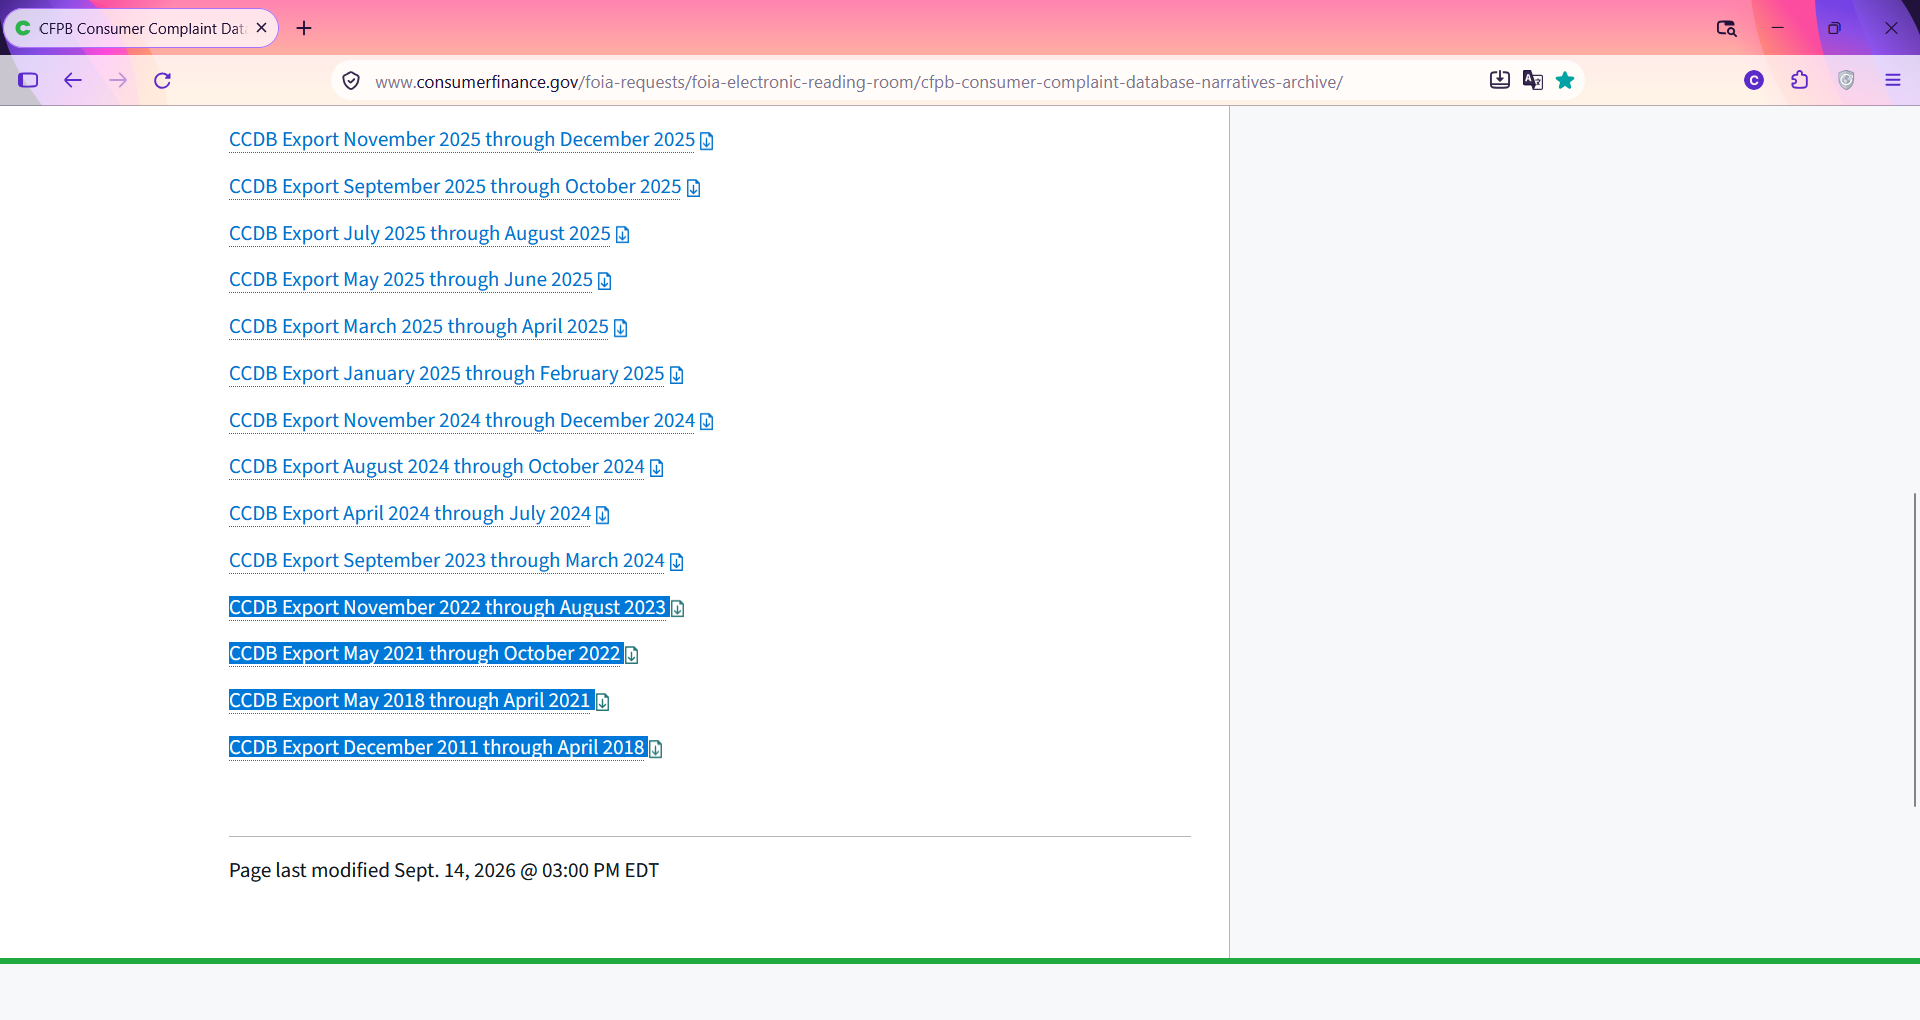 CFPB Consumer Complaint Dat
www.consumerfinance.gov/foia-requests/foia-electronic-reading-room/cfpb-consumer-complaint-database-narratives-archive/
CCDB Export November 2025 through December 2025
CCDB Export September 2025 through October 2025
CCDB Export July 2025 through August 2025
CCDB Export May 2025 through June 2025
CCDB Export March 2025 through April 2025
CCDB Export January 2025 through February 2025
CCDB Export November 2024 through December 2024
CCDB Export August 2024 through October 2024
CCDB Export April 2024 through July 2024
CCDB Export September 2023 through March 2024
CCDB Export November 2022 through August 2023
CCDB Export May 2021 through October 2022
CCDB Export May 2018 through April 2021
CCDB Export December 2011 through April 2018
Page last modified Sept. 14, 2026 @ 03:00 PM EDT